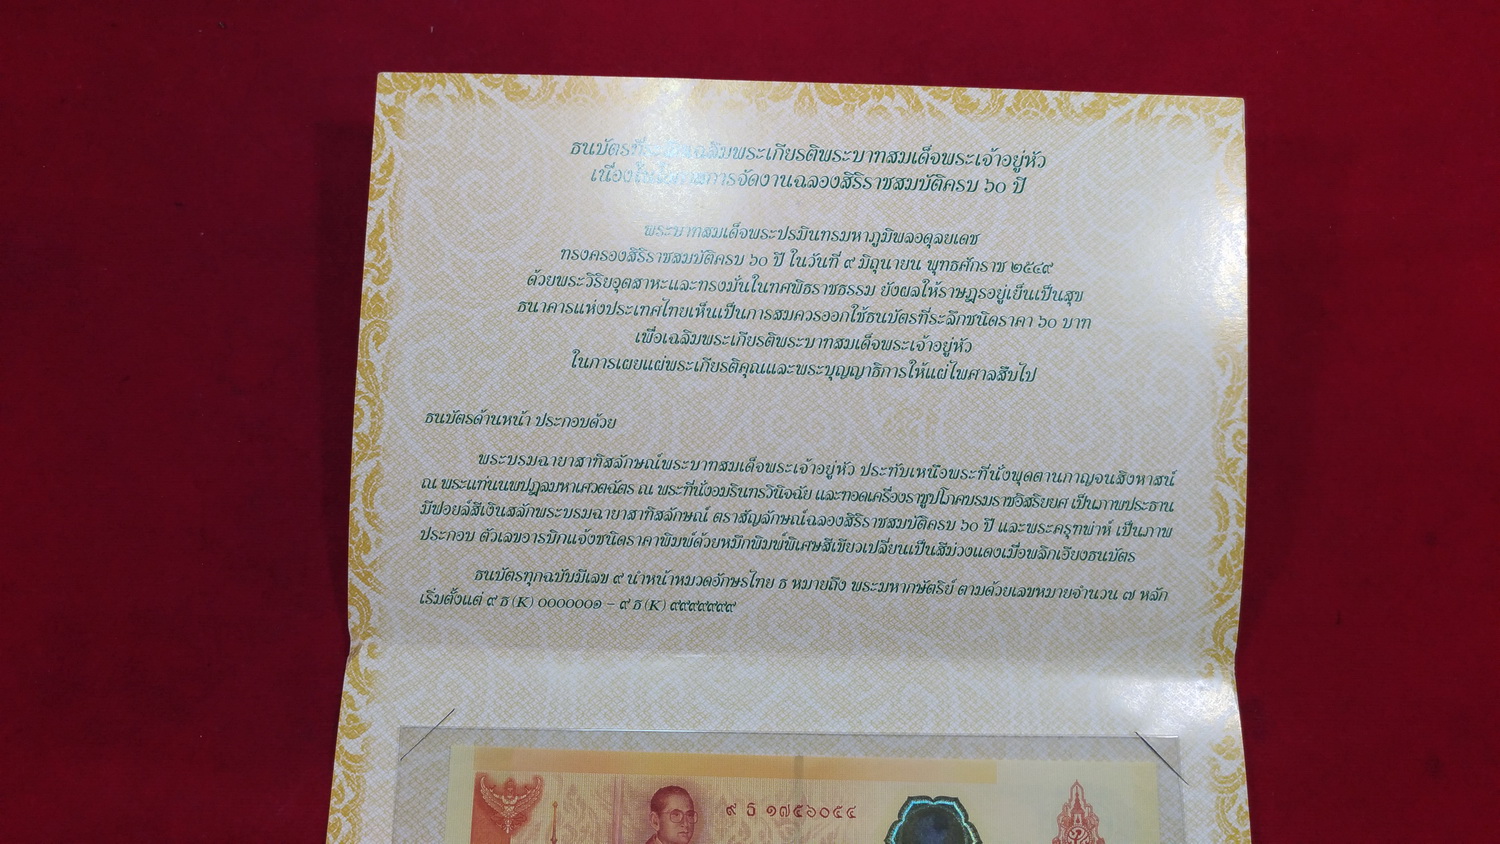 ธนบัตรที่ระลึกเฉลิมพระเกียรติพระบาทสมเด็จพระเจ้าอยู่หัว
เนื่องในโอกาสการจัดงานฉลองสิริราชสมบัติครบ ๖๐ ปี
พระบาทสมเด็จพระปรมินทรมหาภูมิพลอดุลยเดช
ทรงครองสิริราชสมบัติครบ ๖๐ ปี ในวันที่ ๙ มิถุนายน พุทธศักราช ๒๕๔๙
ด้วยพระวิริยอุตสาหะและทรงมั่นในทศพิธราชธรรม ยังผลให้ราษฎรอยู่เย็นเป็นสุข
ธนาคารแห่งประเทศไทยเห็นเป็นการสมควรออกใช้ธนบัตรที่ระลึกชนิดราคา ๖๐ บาท
เพื่อเฉลิมพระเกียรติพระบาทสมเด็จพระเจ้าอยู่หัว
ในการเผยแผ่พระเกียรติคุณและพระบุญญาธิการให้แผ่ไพศาลสืบไป
ธนบัตรด้านหน้า ประกอบด้วย
พระบรมฉายาสาทิสลักษณ์พระบาทสมเด็จพระเจ้าอยู่หัว ประทับเหนือพระที่นั่งพุดตานกาญจนสิงหาสน์
ณ พระแท่นนพปฎลมหาเศวตฉัตร ณ พระที่นั่งอมรินทรวินิจฉัย และทอดเครื่องราชูปโภคบรมราชอิสริยยศ เป็นภาพประธาน
มีฟอยล์สีเงินสลักพระบรมฉายาสาทิสลักษณ์ ตราสัญลักษณ์ฉลองสิริราชสมบัติครบ ๖๐ ปี และพระครุฑพ่าห์ เป็นภาพ
ประกอบ ตัวเลขอารบิกแจ้งชนิดราคาพิมพ์ด้วยหมึกพิมพ์พิเศษสีเขียวเปลี่ยนเป็นสีม่วงแดงเมื่อพลิกเอียงธนบัตร
ธนบัตรทุกฉบับมีเลข ๙ นำหน้าหมวดอักษรไทย ธ หมายถึง พระมหากษัตริย์ ตามด้วยเลขหมายจำนวน ๗ หลัก
เริ่มตั้งแต่ ๙ ธ (K) ๐๐๐๐๐๐๑ – ๙ ธ (K) ๙๙๙๙๙๙๙
๙ ธ ๑๗๕๖๐๕๔